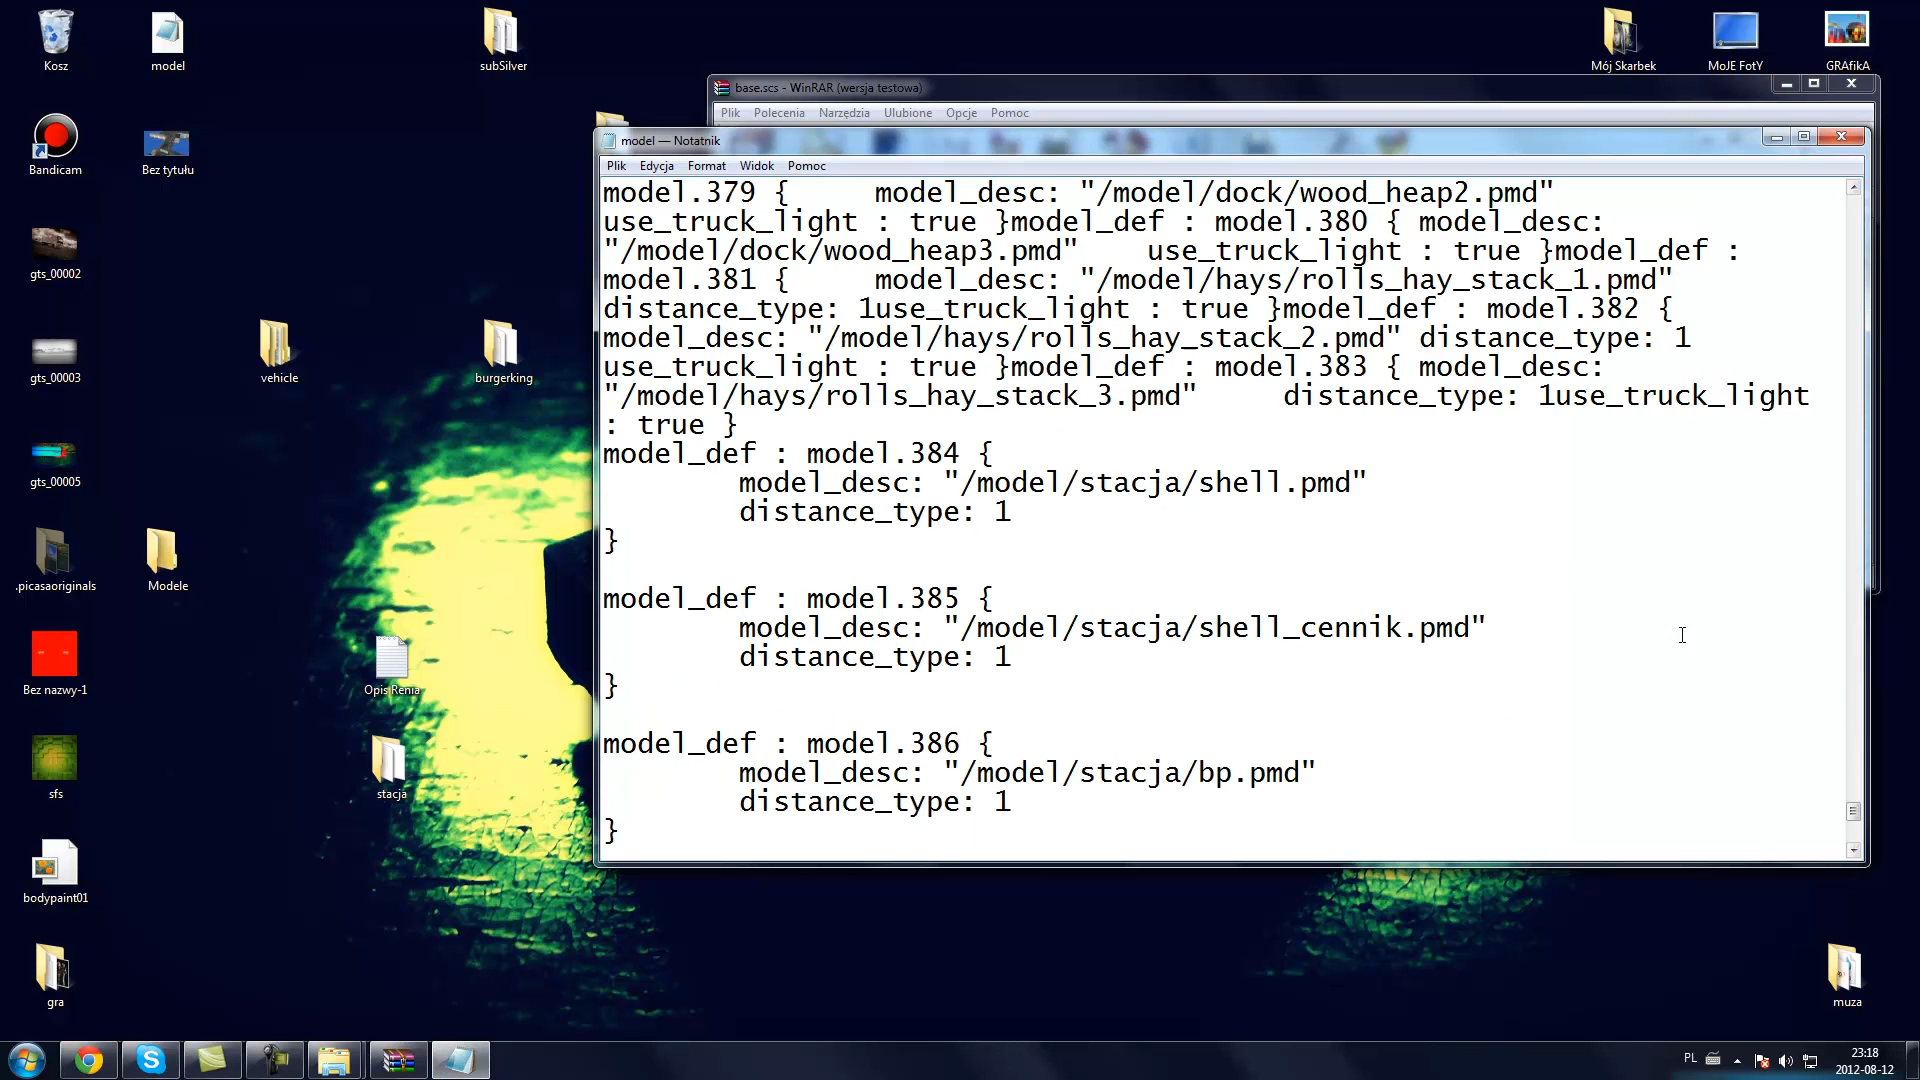 Kosz
model
subSilver
Mój Skarbek
MoJE FotY
GRAfikA
base.scs - WinRAR (wersja testowa)
Plik Polecenia Narzędzia Ulubione Opcje Pomoc
model — Notatnik
Plik Edycja Format Widok Pomoc
model.379 {     model_desc: "/model/dock/wood_heap2.pmd"
use_truck_light : true }model_def : model.380 { model_desc:
"/model/dock/wood_heap3.pmd"    use_truck_light : true }model_def :
model.381 {     model_desc: "/model/hays/rolls_hay_stack_1.pmd"
distance_type: 1use_truck_light : true }model_def : model.382 {
model_desc: "/model/hays/rolls_hay_stack_2.pmd" distance_type: 1
use_truck_light : true }model_def : model.383 { model_desc:
"/model/hays/rolls_hay_stack_3.pmd"     distance_type: 1use_truck_light
: true }
model_def : model.384 {
model_desc: "/model/stacja/shell.pmd"
distance_type: 1
}
model_def : model.385 {
model_desc: "/model/stacja/shell_cennik.pmd"
distance_type: 1
}
model_def : model.386 {
model_desc: "/model/stacja/bp.pmd"
distance_type: 1
}
Bandicam
Bez tytułu
gts_00002
gts_00003
vehicle
burgerking
gts_00005
.picasaoriginals
Modele
Bez nazwy-1
Opis Renia
sfs
stacja
bodypaint01
gra
muza
PL
23:18
2012-08-12